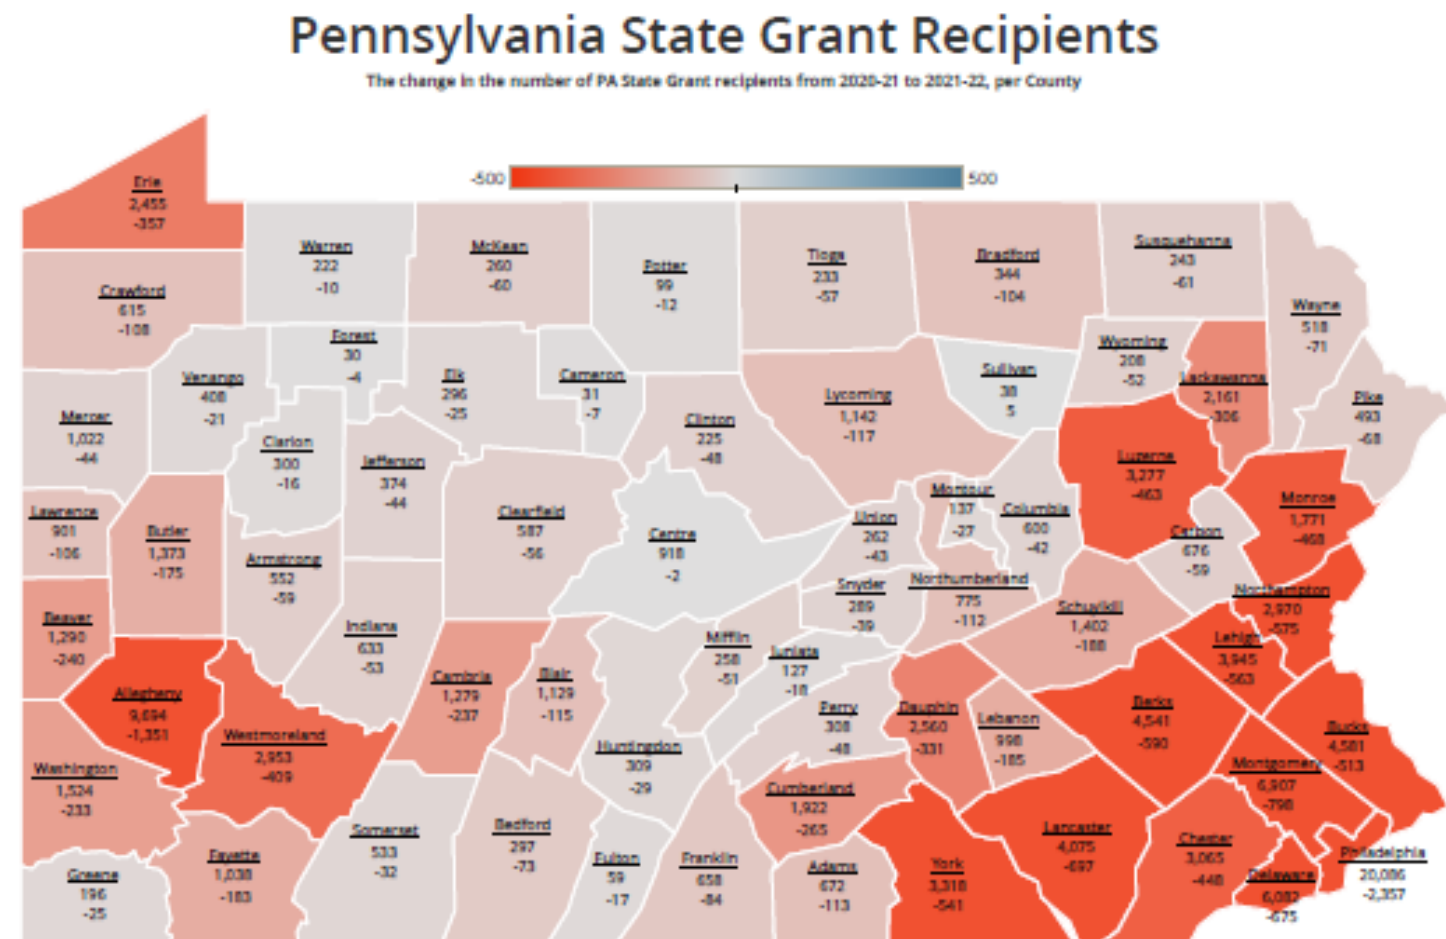 Pennsylvania State Grant Recipients
The change in the number of PA State Grant recipients from 2020-21 to 2021-22, per County
-500
500
Erie
2,455
-357
Warren
222
-10
McKean
260
-60
Potter
99
-12
Tioga
233
-57
Bradford
344
-104
Susquehanna
243
-61
Wayne
518
-71
Crawford
615
-108
Forest
30
-4
Venango
408
-21
Elk
296
-25
Cameron
31
-7
Clinton
225
-48
Lycoming
1,142
-117
Sullivan
38
5
Wyoming
208
-52
Lackawanna
2,161
-306
Pike
493
-68
Mercer
1,022
-44
Clarion
300
-16
Jefferson
374
-44
Clearfield
587
-56
Centre
918
-2
Union
262
-43
Montour
137
-27
Columbia
600
-42
Luzerne
3,277
-463
Monroe
1,771
-468
Lawrence
901
-106
Butler
1,373
-175
Armstrong
552
-59
Carbon
676
-59
Northampton
2,970
-575
Snyder
289
-39
Northumberland
775
-112
Schuylkill
1,402
-188
Lehigh
3,945
-563
Beaver
1,290
-240
Indiana
633
-53
Mifflin
258
-51
Juniata
127
-18
Allegheny
9,694
-1,351
Westmoreland
2,953
-409
Cambria
1,279
-237
Blair
1,129
-115
Perry
308
-48
Dauphin
2,560
-331
Lebanon
998
-185
Berks
4,541
-590
Bucks
4,581
-513
Washington
1,524
-233
Huntingdon
309
-29
Cumberland
1,922
-265
Montgomery
6,907
-798
Somerset
533
-32
Bedford
297
-73
Fayette
1,038
-183
Fulton
59
-17
Franklin
658
-84
Adams
672
-113
York
3,318
-541
Lancaster
4,075
-697
Chester
3,065
-448
Delaware
6,082
-675
Philadelphia
20,086
-2,357
Greene
196
-25